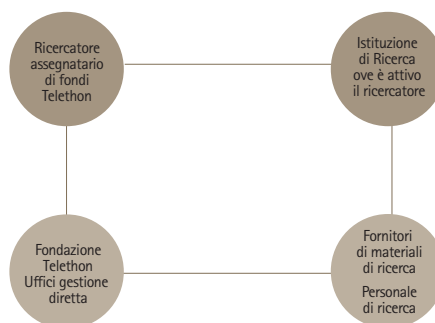 Ricercatore
assegnatario
di fondi
Telethon
Istituzione
di Ricerca
ove è attivo
il ricercatore
Fondazione
Telethon
Uffici gestione
diretta
Fornitori
di materiali
di ricerca
Personale
di ricerca